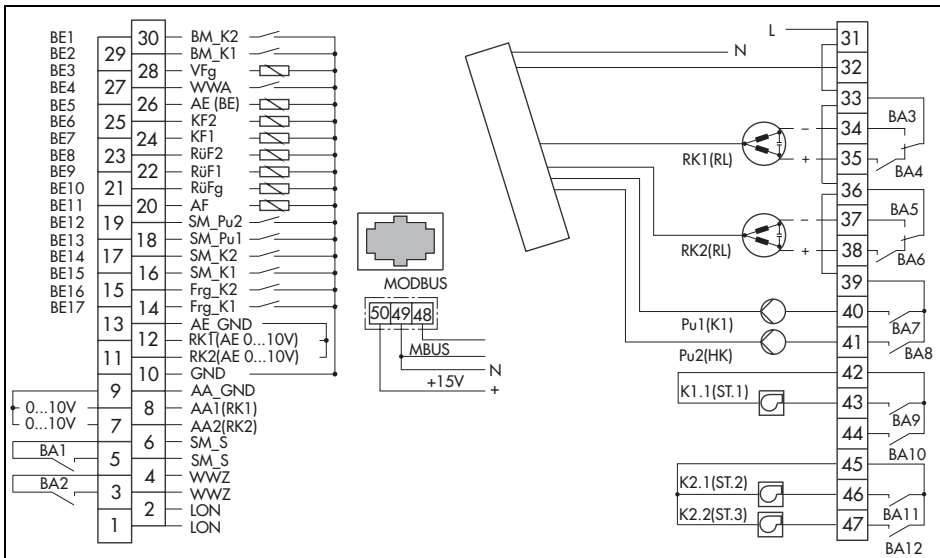 BE1 30 BM_K2
BE2 29 BM_K1
BE3 28 VFg
BE4 27 WWA
BE5 26 AE (BE)
BE6 25 KF2
BE7 24 KF1
BE8 23 RüF2
BE9 22 RüF1
BE10 21 RüFg
BE11 20 AF
BE12 19 SM_Pu2
BE13 18 SM_Pu1
BE14 17 SM_K2
BE15 16 SM_K1
BE16 15 Frg_K2
BE17 14 Frg_K1
13 AE_GND
12 RK1(AE 0...10V)
11 RK2(AE 0...10V)
10 GND
9 AA_GND
0...10V 8 AA1(RK1)
0...10V 7 AA2(RK2)
6 SM_S
BA1 5 SM_S
4 WWZ
BA2 3 WWZ
2 LON
1 LON
MODBUS
50 49 48
MBUS
N
+15V +
L 31
N
32
33
BA3
− 34
RK1(RL) + 35
BA4
36
BA5
− 37
RK2(RL) + 38
BA6
39
40
Pu1(K1) BA7
41
Pu2(HK) BA8
42
K1.1(ST.1) 43
BA9
44
BA10
45
K2.1(ST.2) 46
BA11
K2.2(ST.3) 47
BA12